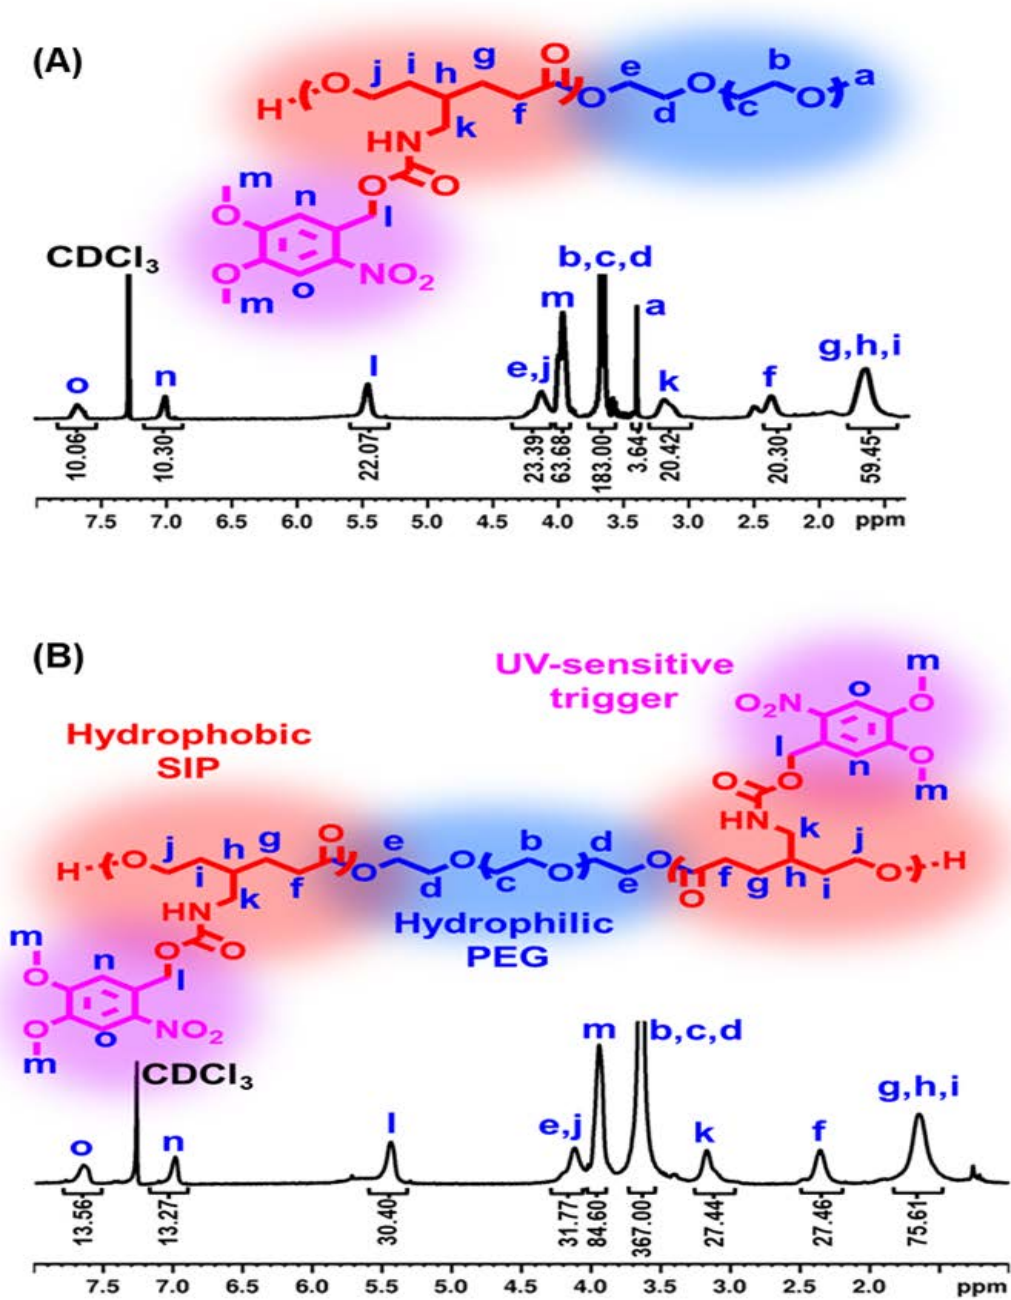 (A)
j i h g O e b a
H ( O ) O d O ( c O )
f
HN k
m O O
n
O l
CDCl3
O NO2
m o
b,c,d
m
a
o n l e,j k f g,h,i
10.06 10.30 22.07 23.39 63.68 183.00 3.64 20.42 20.30 59.45
7.5 7.0 6.5 6.0 5.5 5.0 4.5 4.0 3.5 3.0 2.5 2.0 ppm
(B)
UV-sensitive
trigger
m
O2N o O
l O
n m
Hydrophobic
SIP
O O
HN k
j h g O e b d j
H ( O ) O O ( O ) O ( O ) H
i f d c e f g h i
k O
HN
Hydrophilic
PEG
m O O
n
O l
O NO2
m o
CDCl3
m b,c,d
o n l e,j k f g,h,i
13.56 13.27 30.40 31.77 84.60 367.00 27.44 27.46 75.61
7.5 7.0 6.5 6.0 5.5 5.0 4.5 4.0 3.5 3.0 2.5 2.0 ppm